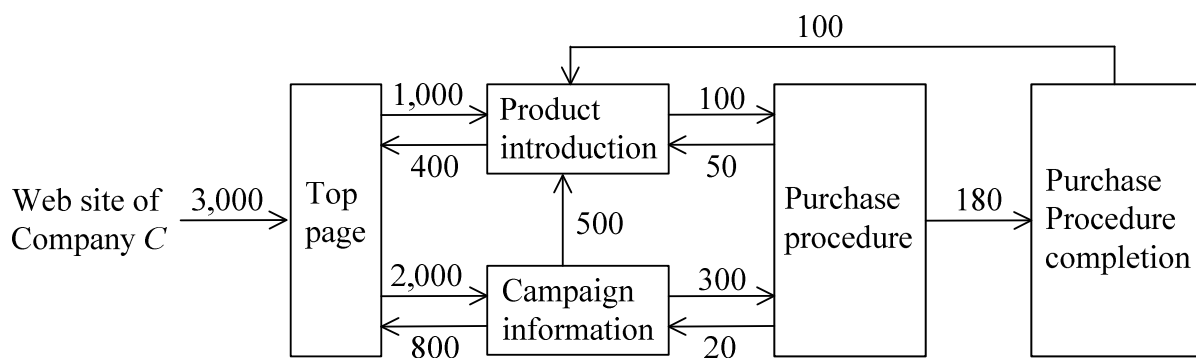 100
1,000
Product
introduction
100
400
50
Web site of
Company C
3,000
Top
page
500
Purchase
procedure
180
Purchase
Procedure
completion
2,000
Campaign
information
300
800
20